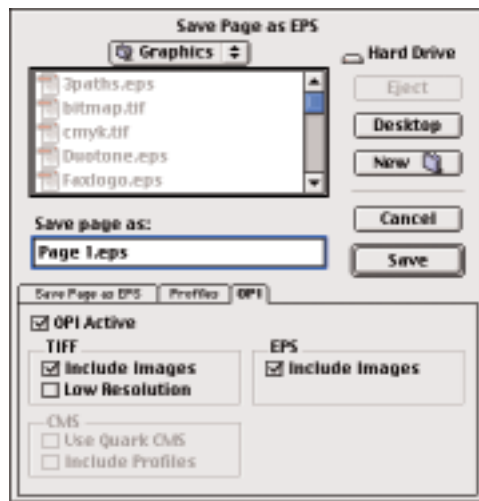 Save Page as EPS
Graphics
Hard Drive
3paths.eps
bitmap.tif
cmyk.tif
Duotone.eps
Faxlogo.eps
Eject
Desktop
New
Save page as:
Page 1.eps
Cancel
Save
Save Page as EPS
Profiles
OPI
OPI Active
TIFF
Include Images
Low Resolution
EPS
Include Images
CMS
Use Quark CMS
Include Profiles